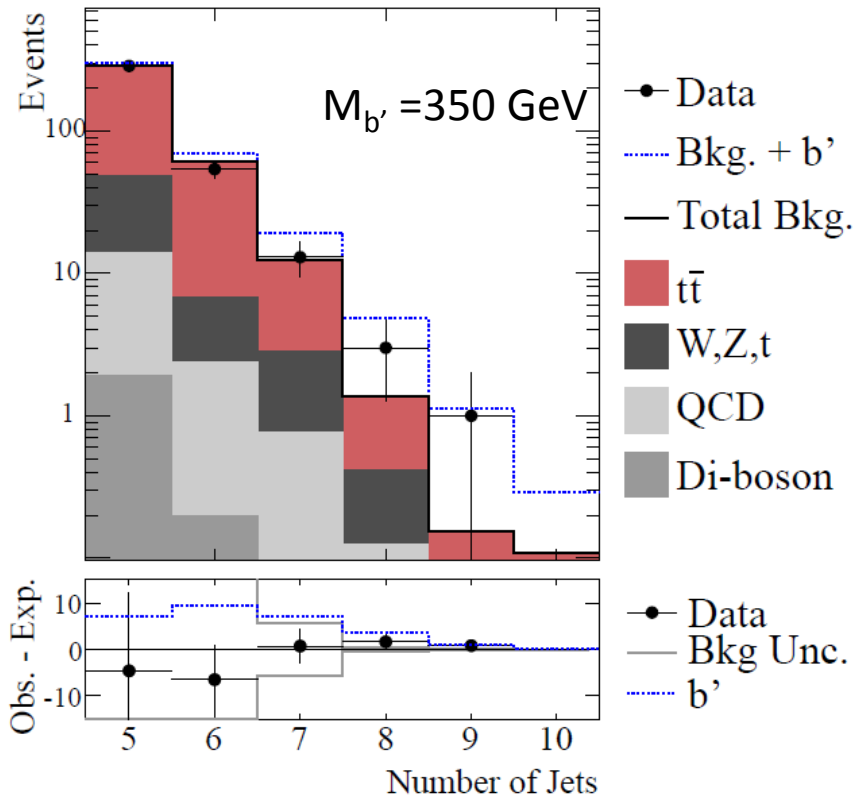 Events
100
10
1
M_b' =350 GeV
Data
Bkg. + b'
Total Bkg.
tt̄
W,Z,t
QCD
Di-boson
Obs. - Exp.
10
0
-10
5 6 7 8 9 10
Number of Jets
Data
Bkg Unc.
b'